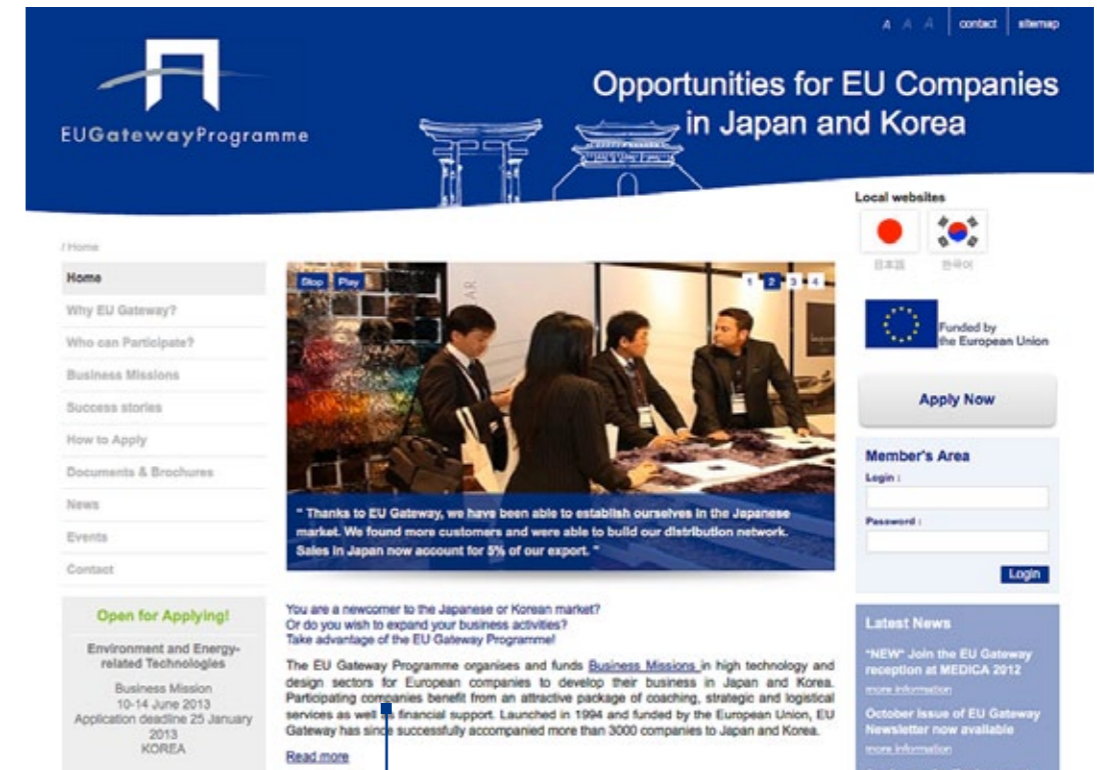 A A A contact sitemap
EUGatewayProgramme
Opportunities for EU Companies
in Japan and Korea
Local websites
日本語 한국어
/ Home
Home
Why EU Gateway?
Who can Participate?
Business Missions
Success stories
How to Apply
Documents & Brochures
News
Events
Contact
Open for Applying!
Environment and Energy-
related Technologies
Business Mission
10-14 June 2013
Application deadline 25 January
2013
KOREA
Stop Play
1 2 3 4
" Thanks to EU Gateway, we have been able to establish ourselves in the Japanese
market. We found more customers and were able to build our distribution network.
Sales in Japan now account for 5% of our export. "
You are a newcomer to the Japanese or Korean market?
Or do you wish to expand your business activities?
Take advantage of the EU Gateway Programme!
The EU Gateway Programme organises and funds Business Missions in high technology and
design sectors for European companies to develop their business in Japan and Korea.
Participating companies benefit from an attractive package of coaching, strategic and logistical
services as well as financial support. Launched in 1994 and funded by the European Union, EU
Gateway has since successfully accompanied more than 3000 companies to Japan and Korea.
Read more
Funded by
the European Union
Apply Now
Member's Area
Login :
Password :
Login
Latest News
*NEW* Join the EU Gateway
reception at MEDICA 2012
more information
October Issue of EU Gateway
Newsletter now available
more information